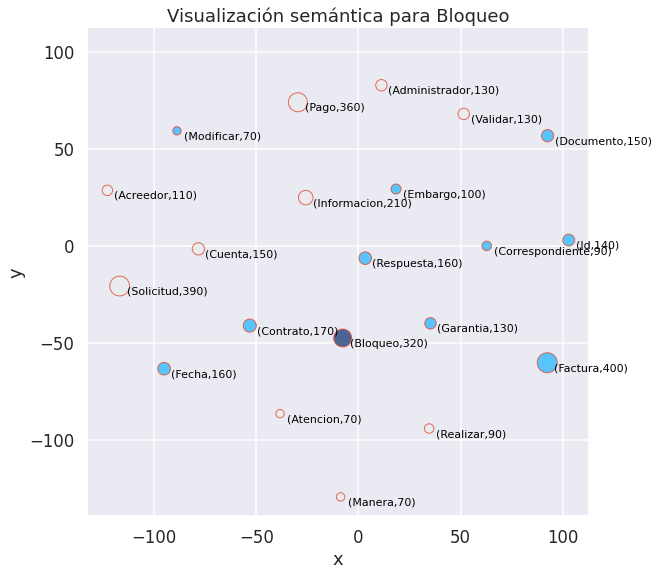 Visualización semántica para Bloqueo
100
(Administrador,130)
(Pago,360)
(Validar,130)
(Modificar,70)
(Documento,150)
50
(Acreedor,110)
(Embargo,100)
(Informacion,210)
(Id,140)
0
(Correspondiente,90)
(Cuenta,150)
(Respuesta,160)
y
(Solicitud,390)
(Contrato,170)
(Garantia,130)
−50
(Bloqueo,320)
(Fecha,160)
(Factura,400)
(Atencion,70)
−100
(Realizar,90)
(Manera,70)
−100 −50 0 50 100
x